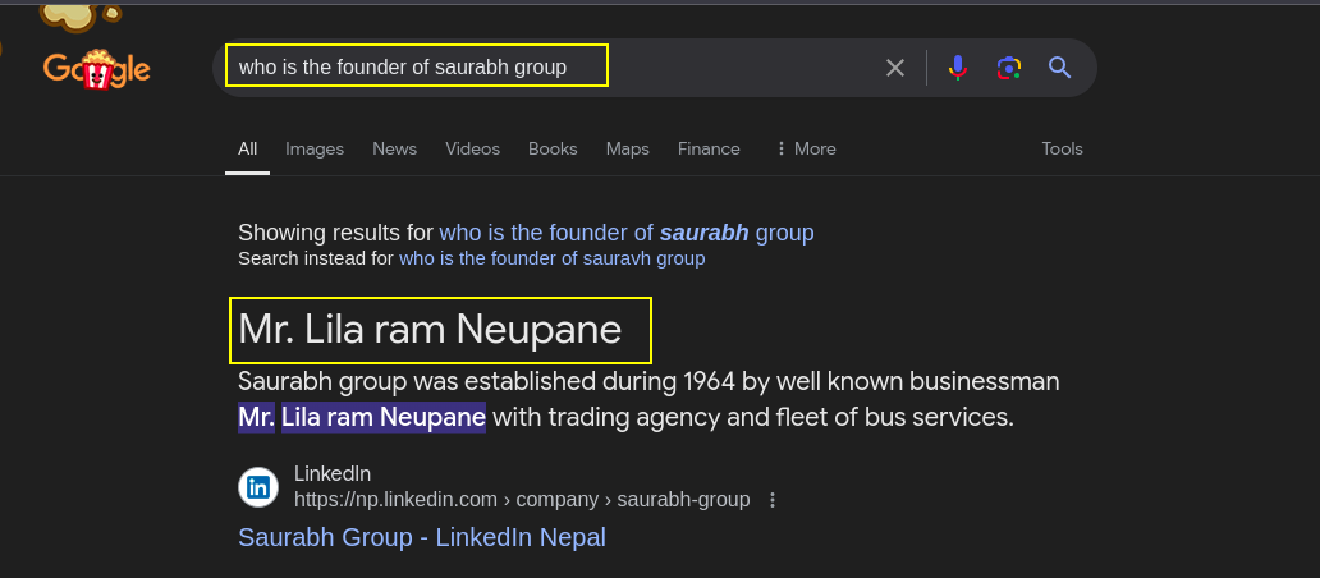 Google
who is the founder of saurabh group
All Images News Videos Books Maps Finance More Tools
Showing results for who is the founder of saurabh group
Search instead for who is the founder of sauravh group
Mr. Lila ram Neupane
Saurabh group was established during 1964 by well known businessman
Mr. Lila ram Neupane with trading agency and fleet of bus services.
in
LinkedIn
https://np.linkedin.com › company › saurabh-group
Saurabh Group - LinkedIn Nepal